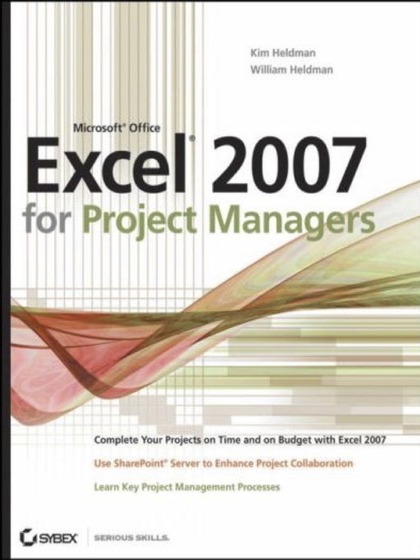 Kim Heldman
William Heldman
Microsoft® Office
Excel® 2007
for Project Managers
Complete Your Projects on Time and on Budget with Excel 2007
Use SharePoint® Server to Enhance Project Collaboration
Learn Key Project Management Processes
SYBEX
SERIOUS SKILLS.